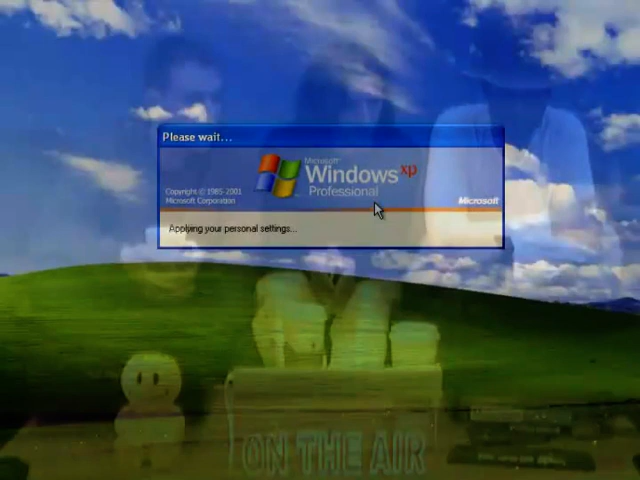 Please wait...
Microsoft®
Windows xp
Professional
Copyright © 1985-2001
Microsoft Corporation
Microsoft
Applying your personal settings...
ON THE AIR